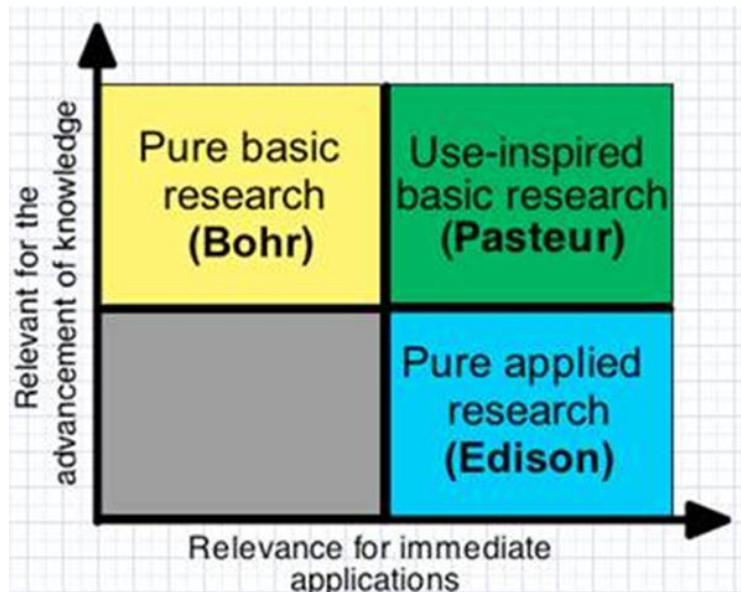 Relevant for the
advancement of knowledge
Pure basic
research
(Bohr)
Use-inspired
basic research
(Pasteur)
Pure applied
research
(Edison)
Relevance for immediate
applications